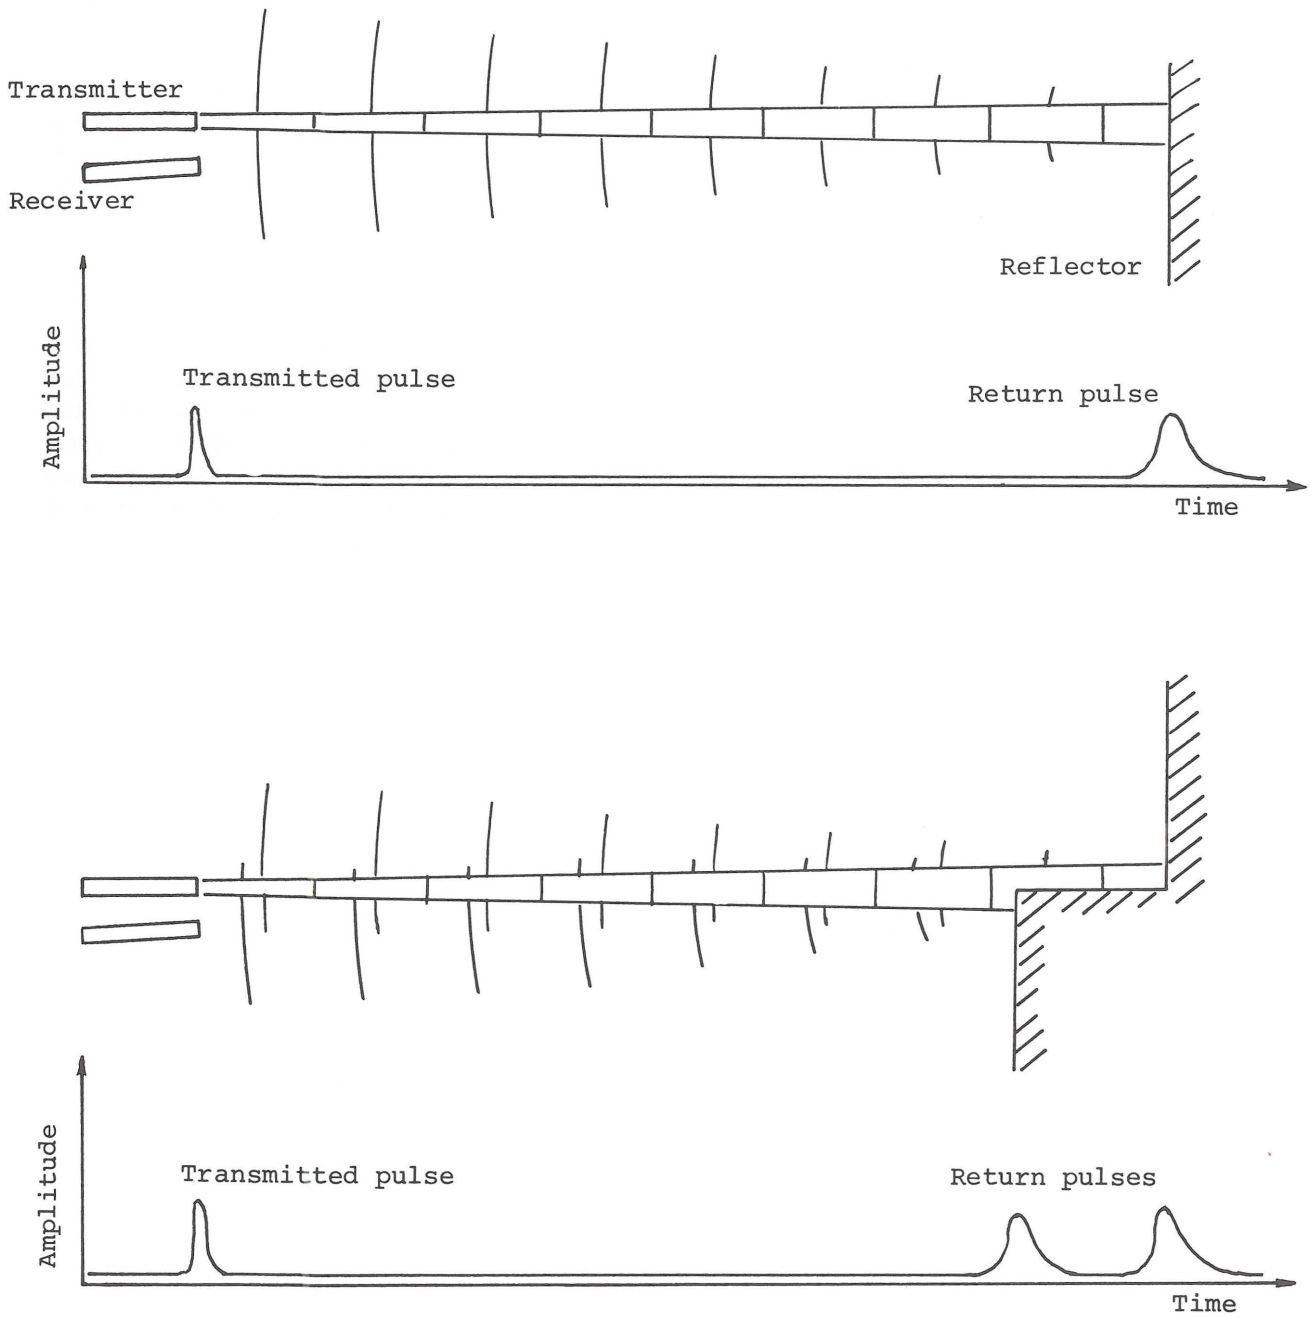 Transmitter
Receiver
Reflector
Amplitude
Transmitted pulse
Return pulse
Time
Amplitude
Transmitted pulse
Return pulses
Time